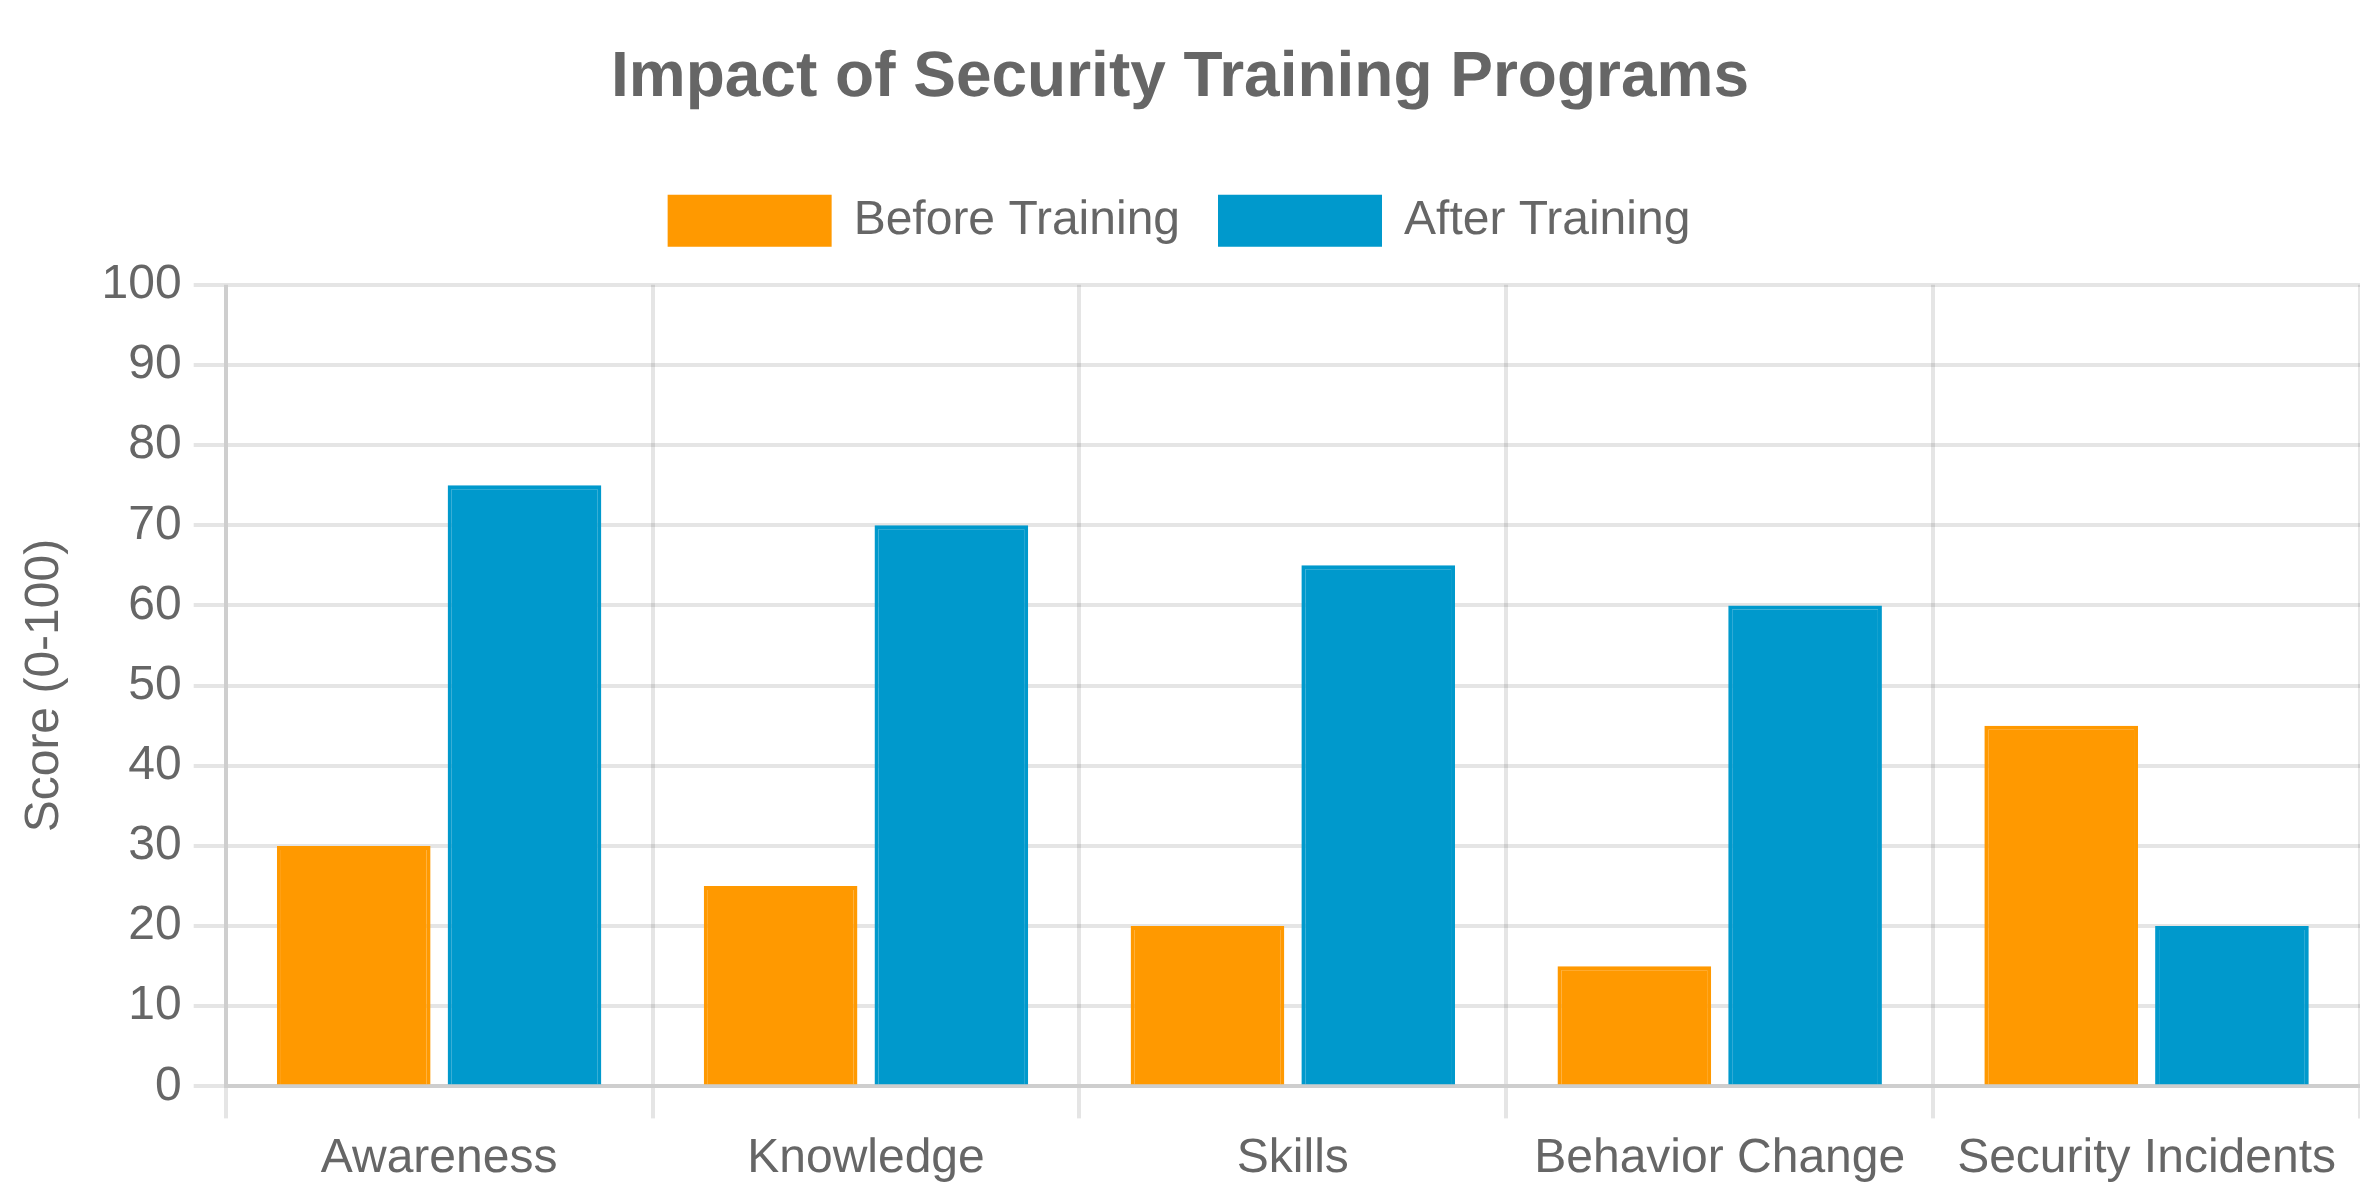 Impact of Security Training Programs
Before Training After Training
Score (0-100)
100
90
80
70
60
50
40
30
20
10
0
Awareness Knowledge Skills Behavior Change Security Incidents